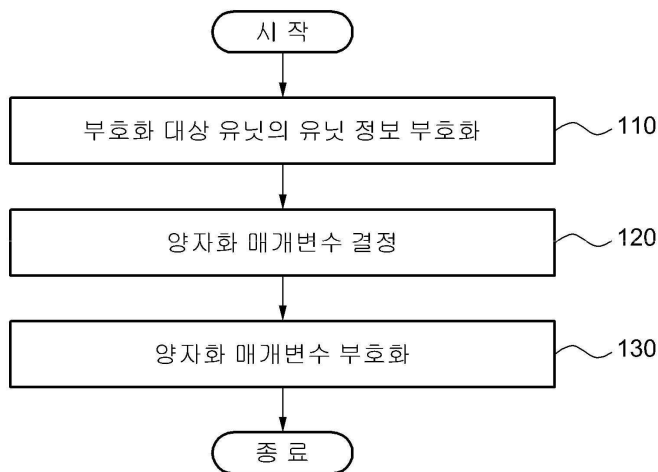 시 작
부호화 대상 유닛의 유닛 정보 부호화
110
양자화 매개변수 결정
120
양자화 매개변수 부호화
130
종 료